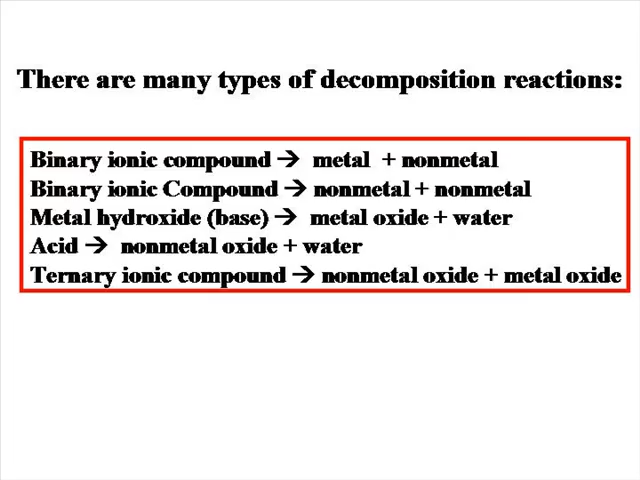 There are many types of decomposition reactions:
Binary ionic compound → metal + nonmetal
Binary ionic Compound → nonmetal + nonmetal
Metal hydroxide (base) → metal oxide + water
Acid → nonmetal oxide + water
Ternary ionic compound → nonmetal oxide + metal oxide